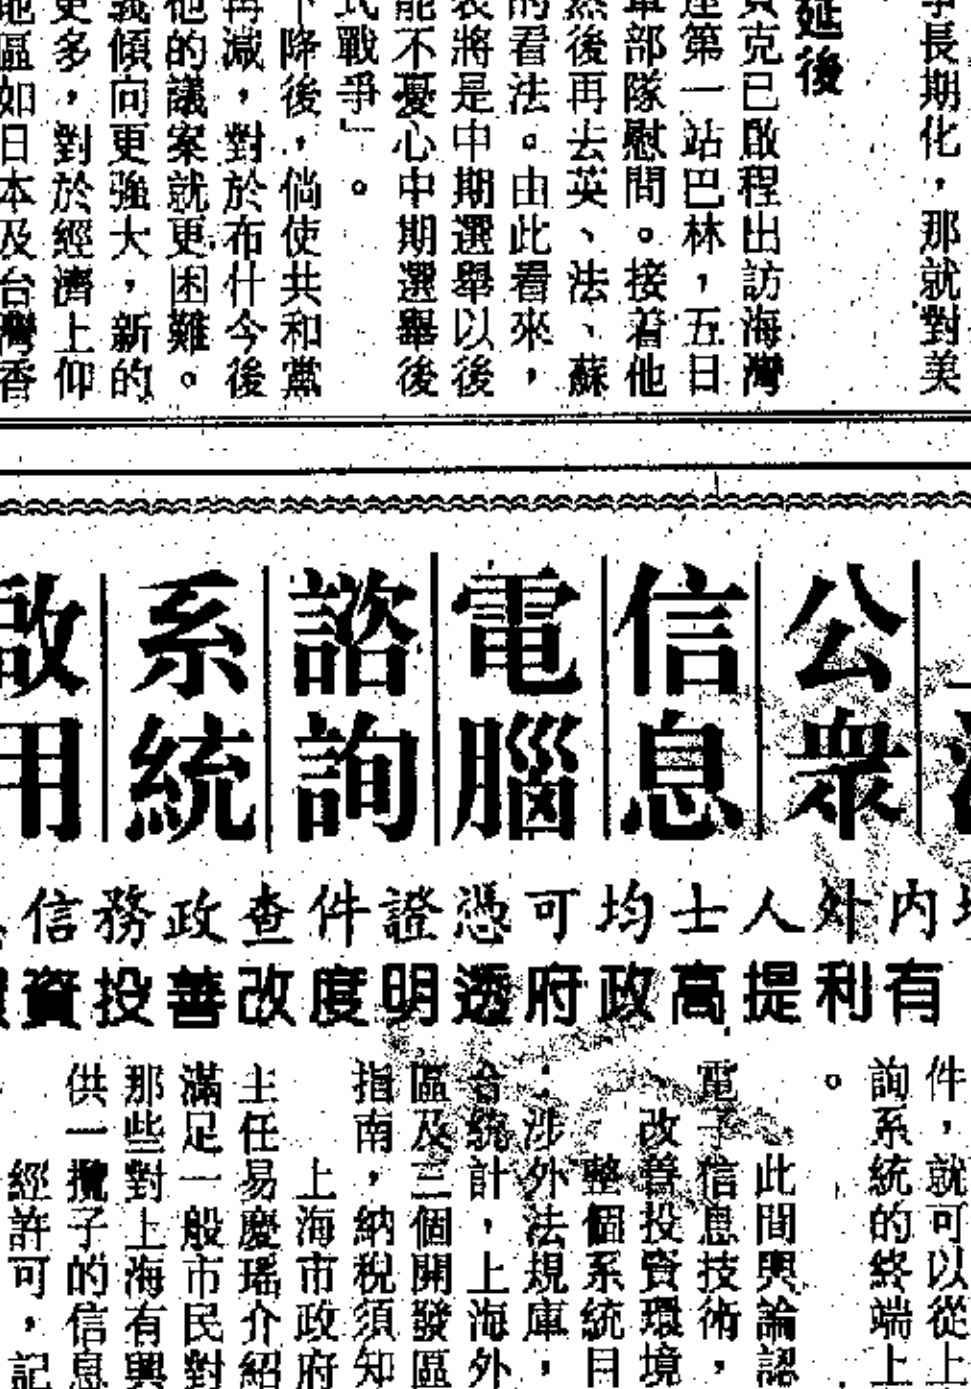 爭長期化，那就對美
延後
克已啟程出訪海灣
第一站巴林，五日
部隊慰問。接着他
然後再去英、法、蘇
的看法。由此看來，
表將是中期選舉以後
能不憂心中期選舉後
式戰爭」。
下降後，倘使共和黨
再減，對於布什今後
他的議案就更困難。
義傾向更強大，新的
更多，對於經濟上仰
地區如日本及台灣香
公眾信息電腦諮詢系統啟用
內外人士均可憑證件查政務信
有利提高政府透明度改善投資
件，就可以從上
詢系統的終端上
。
此間輿論認
電子信息技術，
改善投資環境
整個系統目
：涉外法規庫，
合統計，上海外
區及三個開發區
指南，納稅須知
上海市政府
主任易慶瑤介紹
滿足一般市民對
那些對上海有興
供一攬子的信息
經許可，記